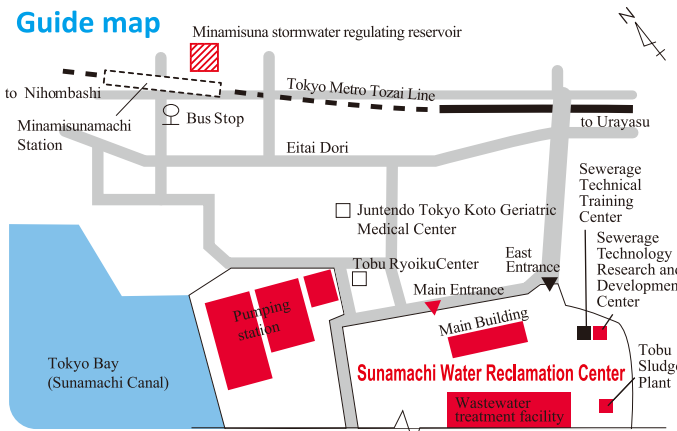 Guide map
Minamisuna stormwater regulating reservoir
N
to Nihombashi
Tokyo Metro Tozai Line
Minamisunamachi
Station
Bus Stop
to Urayasu
Eitai Dori
Sewerage
Technical
Training
Center
Juntendo Tokyo Koto Geriatric
Medical Center
Sewerage
Technology
Research and
Development
Center
East
Entrance
Tobu RyoikuCenter
Main Entrance
Pumping
station
Main Building
Tokyo Bay
(Sunamachi Canal)
Sunamachi Water Reclamation Center
Tobu
Sludge
Plant
Wastewater
treatment facility